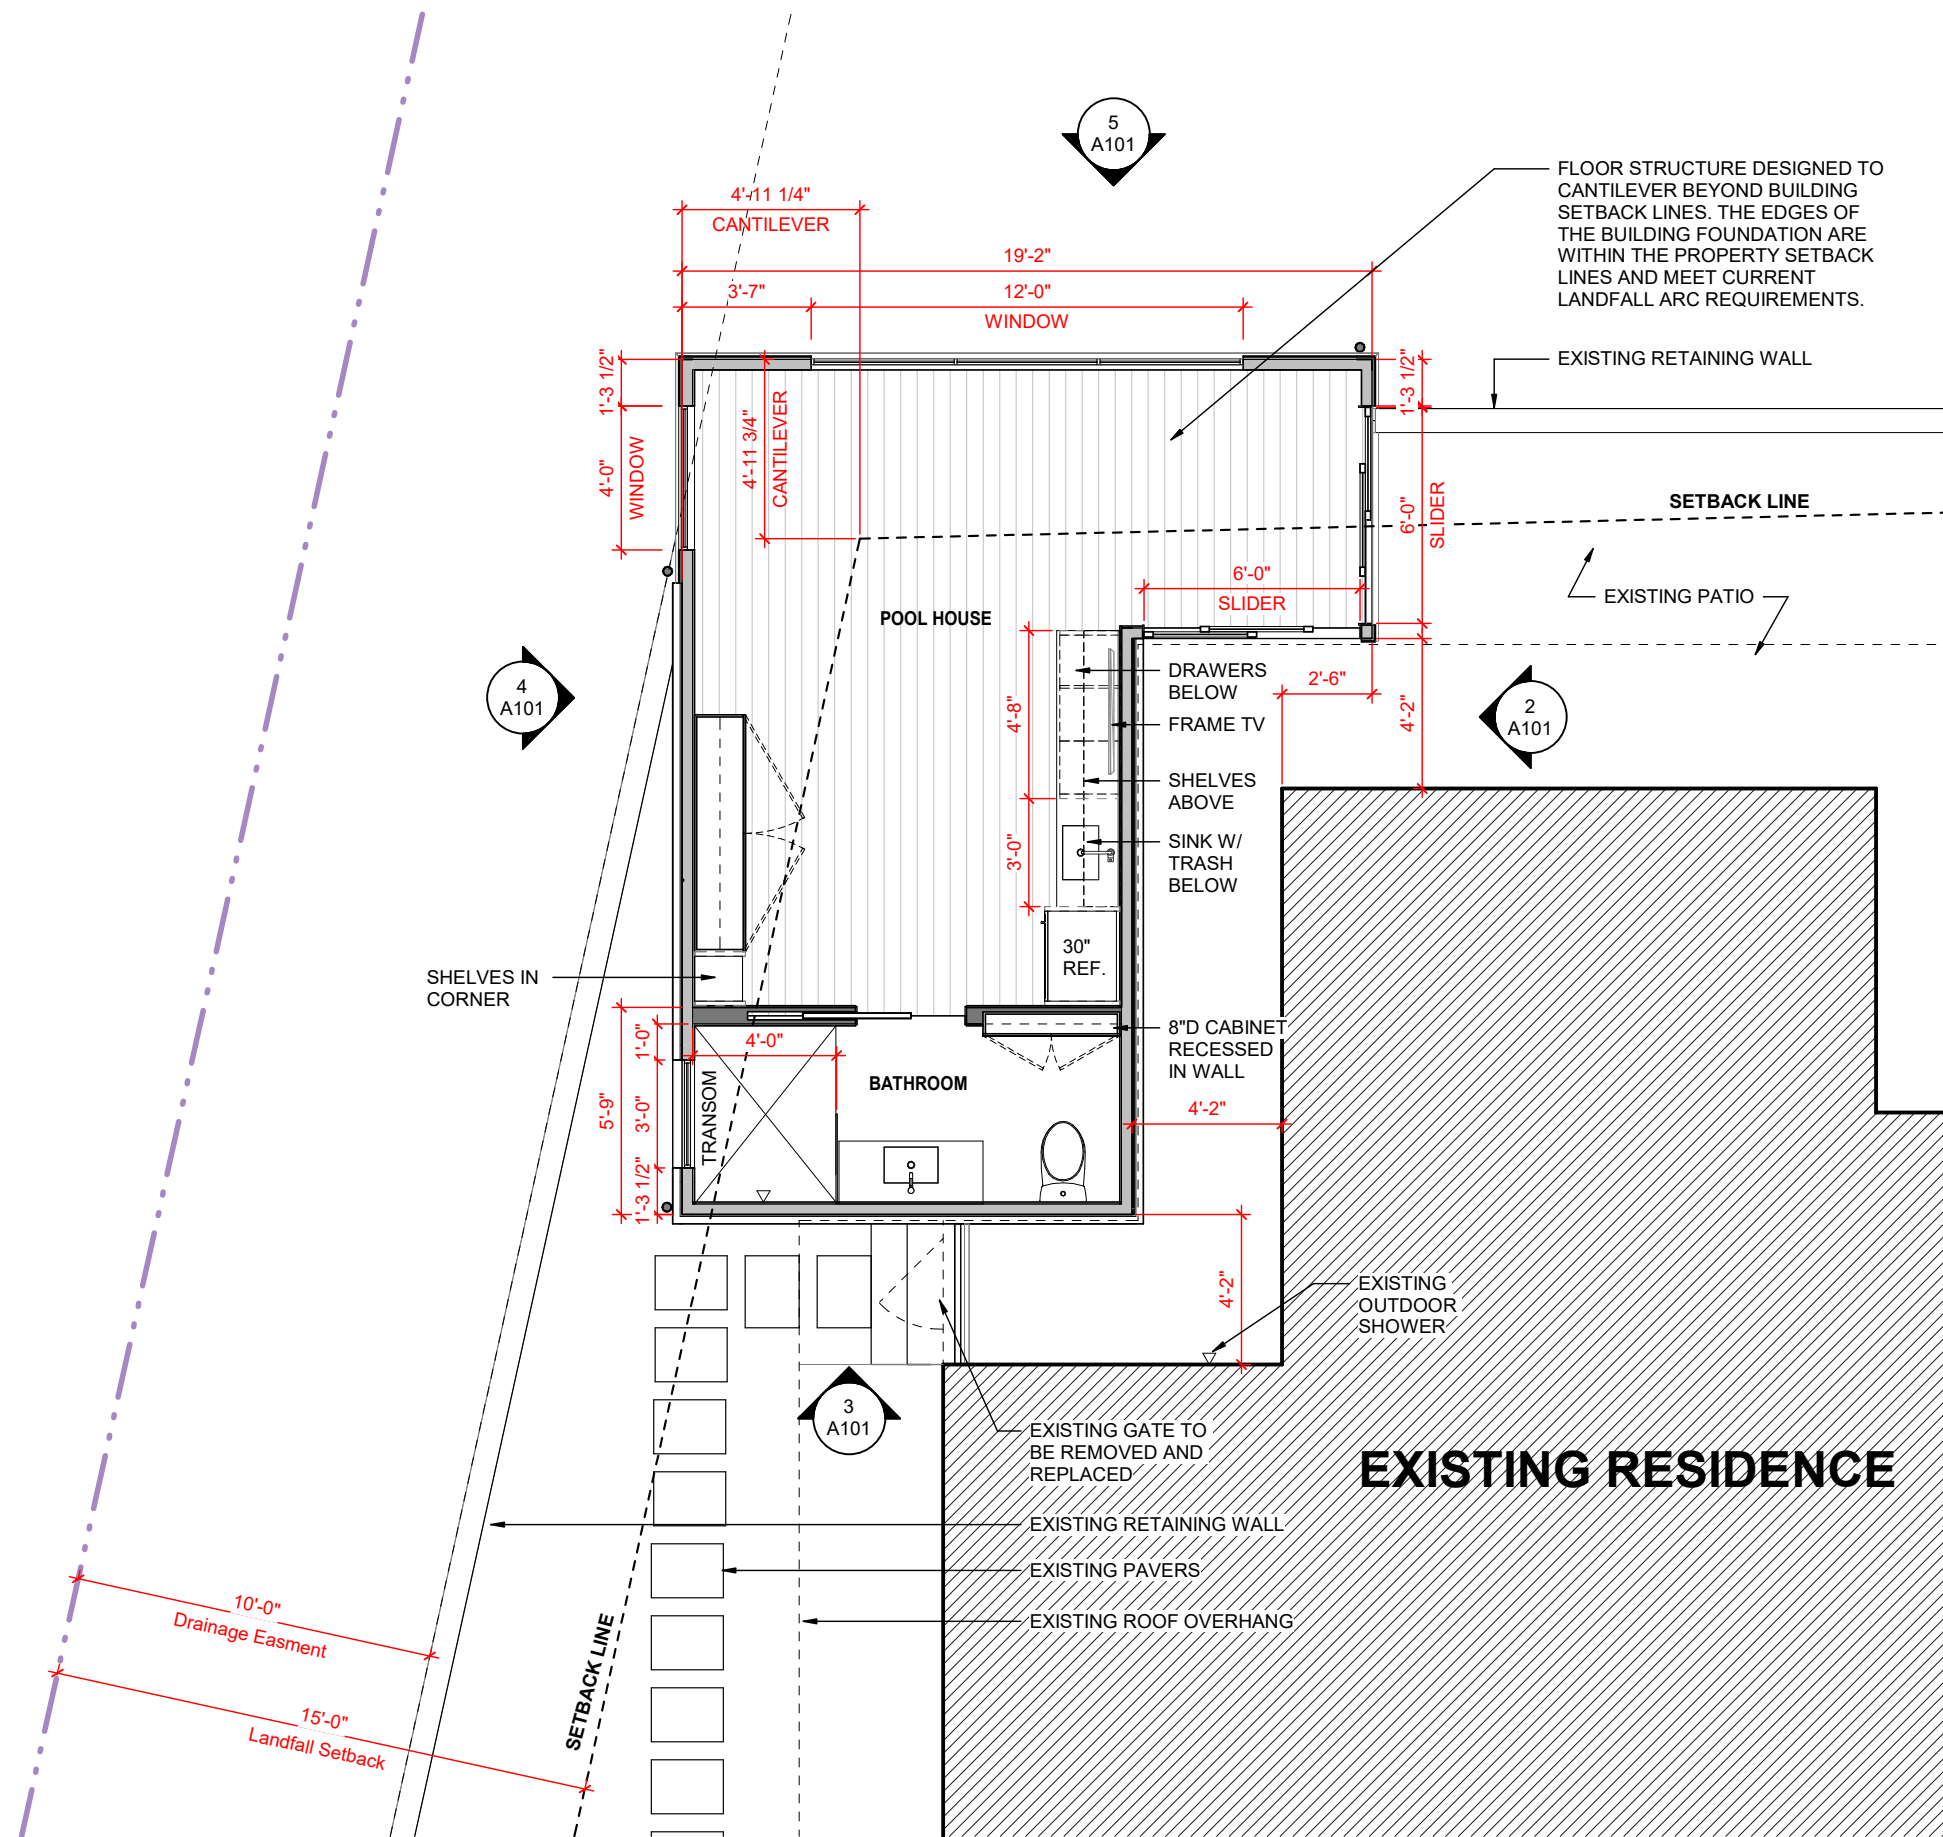 5
A101
FLOOR STRUCTURE DESIGNED TO
CANTILEVER BEYOND BUILDING
SETBACK LINES. THE EDGES OF
THE BUILDING FOUNDATION ARE
WITHIN THE PROPERTY SETBACK
LINES AND MEET CURRENT
LANDFALL ARC REQUIREMENTS.
4'-11 1/4"
CANTILEVER
19'-2"
3'-7"
12'-0"
WINDOW
EXISTING RETAINING WALL
1'-3 1/2"
4'-0"
WINDOW
4'-11 3/4"
CANTILEVER
1'-3 1/2"
6'-0"
SLIDER
SETBACK LINE
6'-0"
SLIDER
EXISTING PATIO
POOL HOUSE
4
A101
DRAWERS
BELOW
FRAME TV
SHELVES
ABOVE
SINK W/
TRASH
BELOW
4'-8"
3'-0"
2'-6"
4'-2"
2
A101
30"
REF.
SHELVES IN
CORNER
8"D CABINET
RECESSED
IN WALL
5'-9"
1'-0"
3'-0"
1'-3 1/2"
TRANSOM
4'-0"
BATHROOM
4'-2"
4'-2"
EXISTING
OUTDOOR
SHOWER
3
A101
EXISTING GATE TO
BE REMOVED AND
REPLACED
EXISTING RESIDENCE
EXISTING RETAINING WALL
EXISTING PAVERS
EXISTING ROOF OVERHANG
10'-0"
Drainage Easment
15'-0"
Landfall Setback
SETBACK LINE